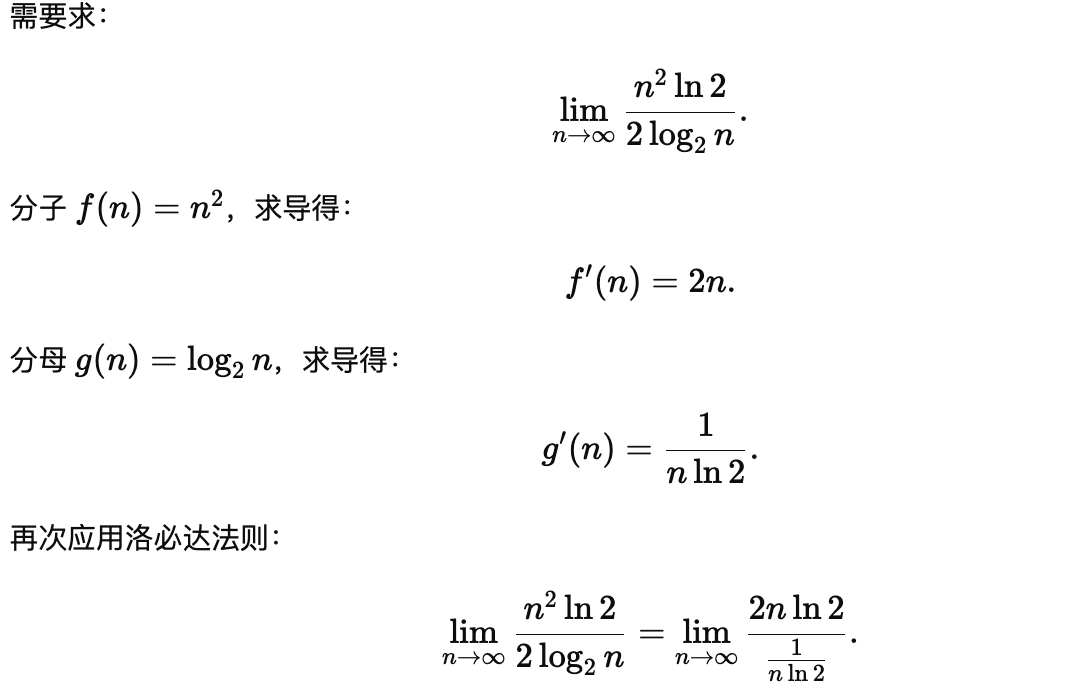 需要求：
$$\lim_{n \to \infty} \frac{n^2 \ln 2}{2 \log_2 n}.$$
分子 $f(n) = n^2$，求导得：
$$f'(n) = 2n.$$
分母 $g(n) = \log_2 n$，求导得：
$$g'(n) = \frac{1}{n \ln 2}.$$
再次应用洛必达法则：
$$\lim_{n \to \infty} \frac{n^2 \ln 2}{2 \log_2 n} = \lim_{n \to \infty} \frac{2n \ln 2}{\frac{1}{n \ln 2}}.$$